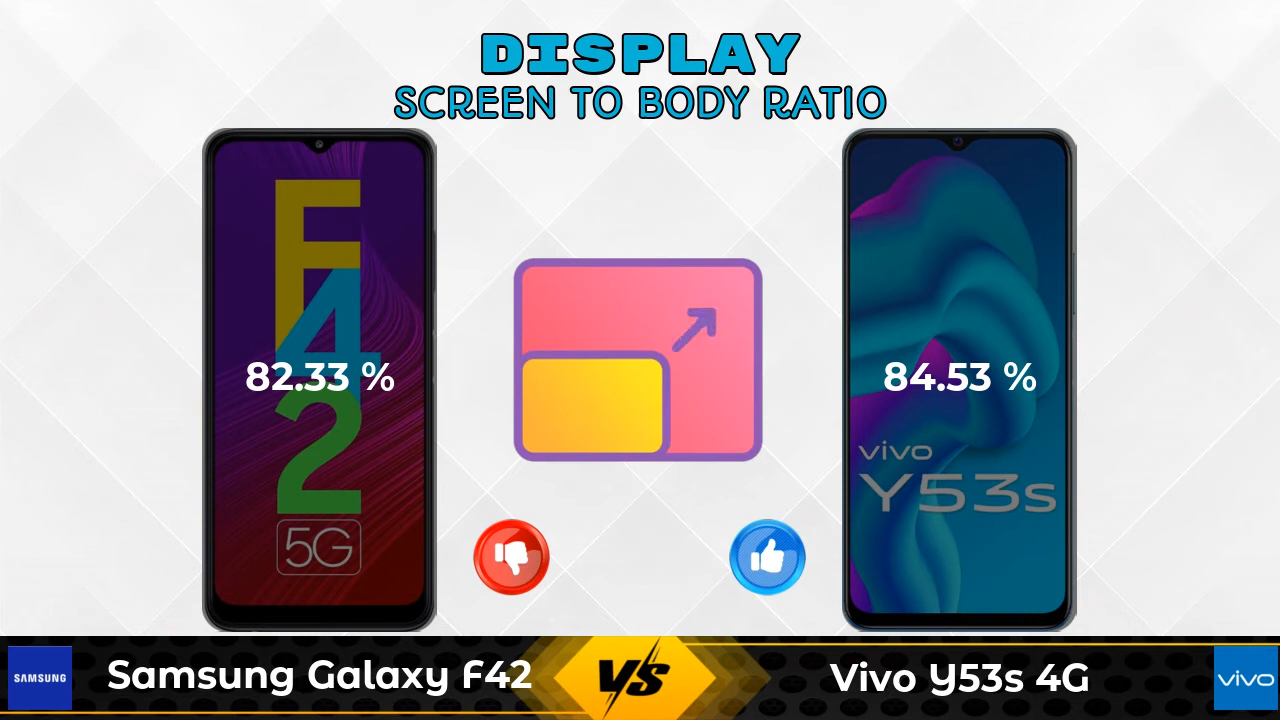 DISPLAY
SCREEN TO BODY RATIO
F
4
82.33 %
2
5G
84.53 %
vivo
Y53s
SAMSUNG
Samsung Galaxy F42
VS
Vivo Y53s 4G
vivo